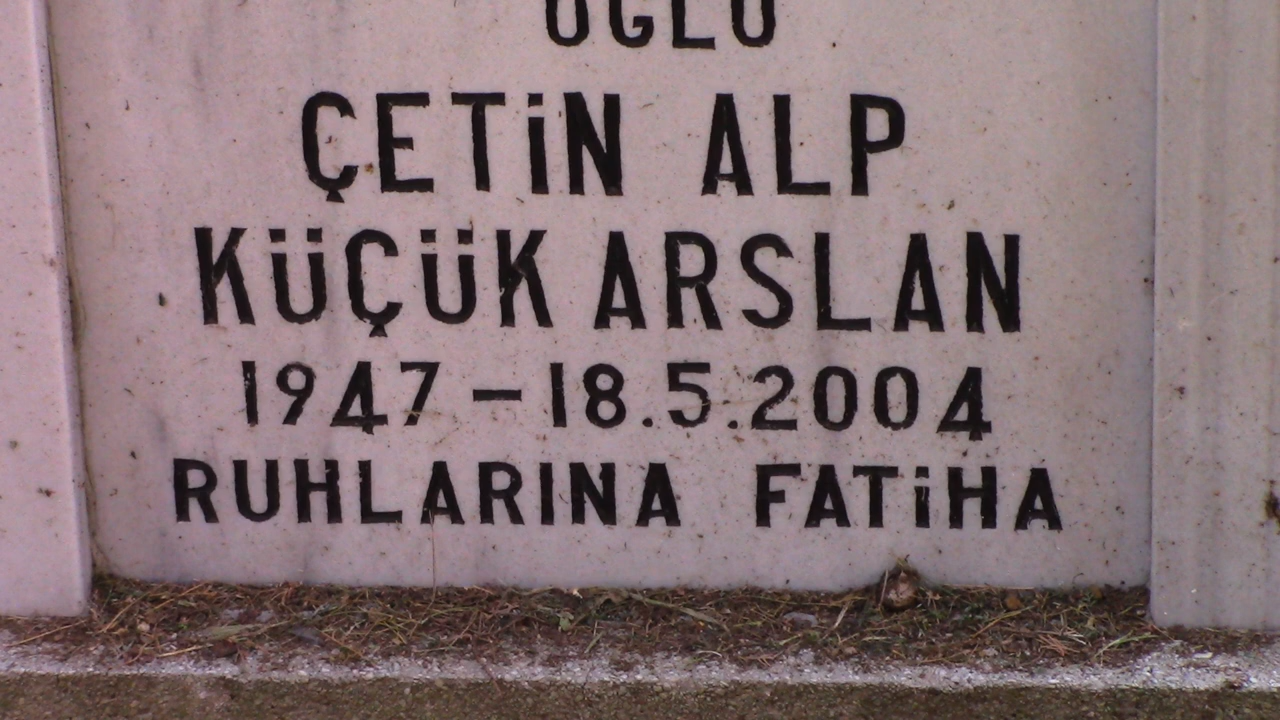 OĞLU
ÇETİN ALP
KÜÇÜK ARSLAN
1947 - 18.5.2004
RUHLARINA FATİHA